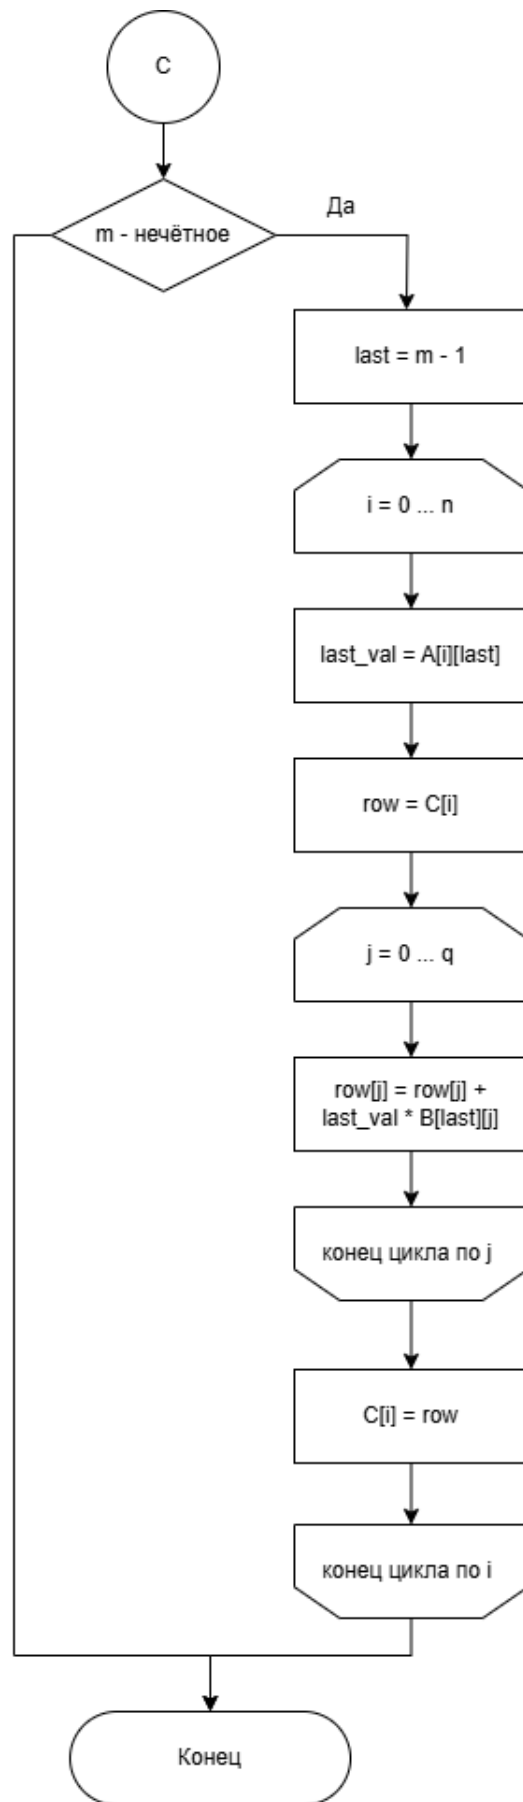 С
m - нечётное
Да
last = m - 1
i = 0 ... n
last_val = A[i][last]
row = C[i]
j = 0 ... q
row[j] = row[j] +
last_val * B[last][j]
конец цикла по j
C[i] = row
конец цикла по i
Конец